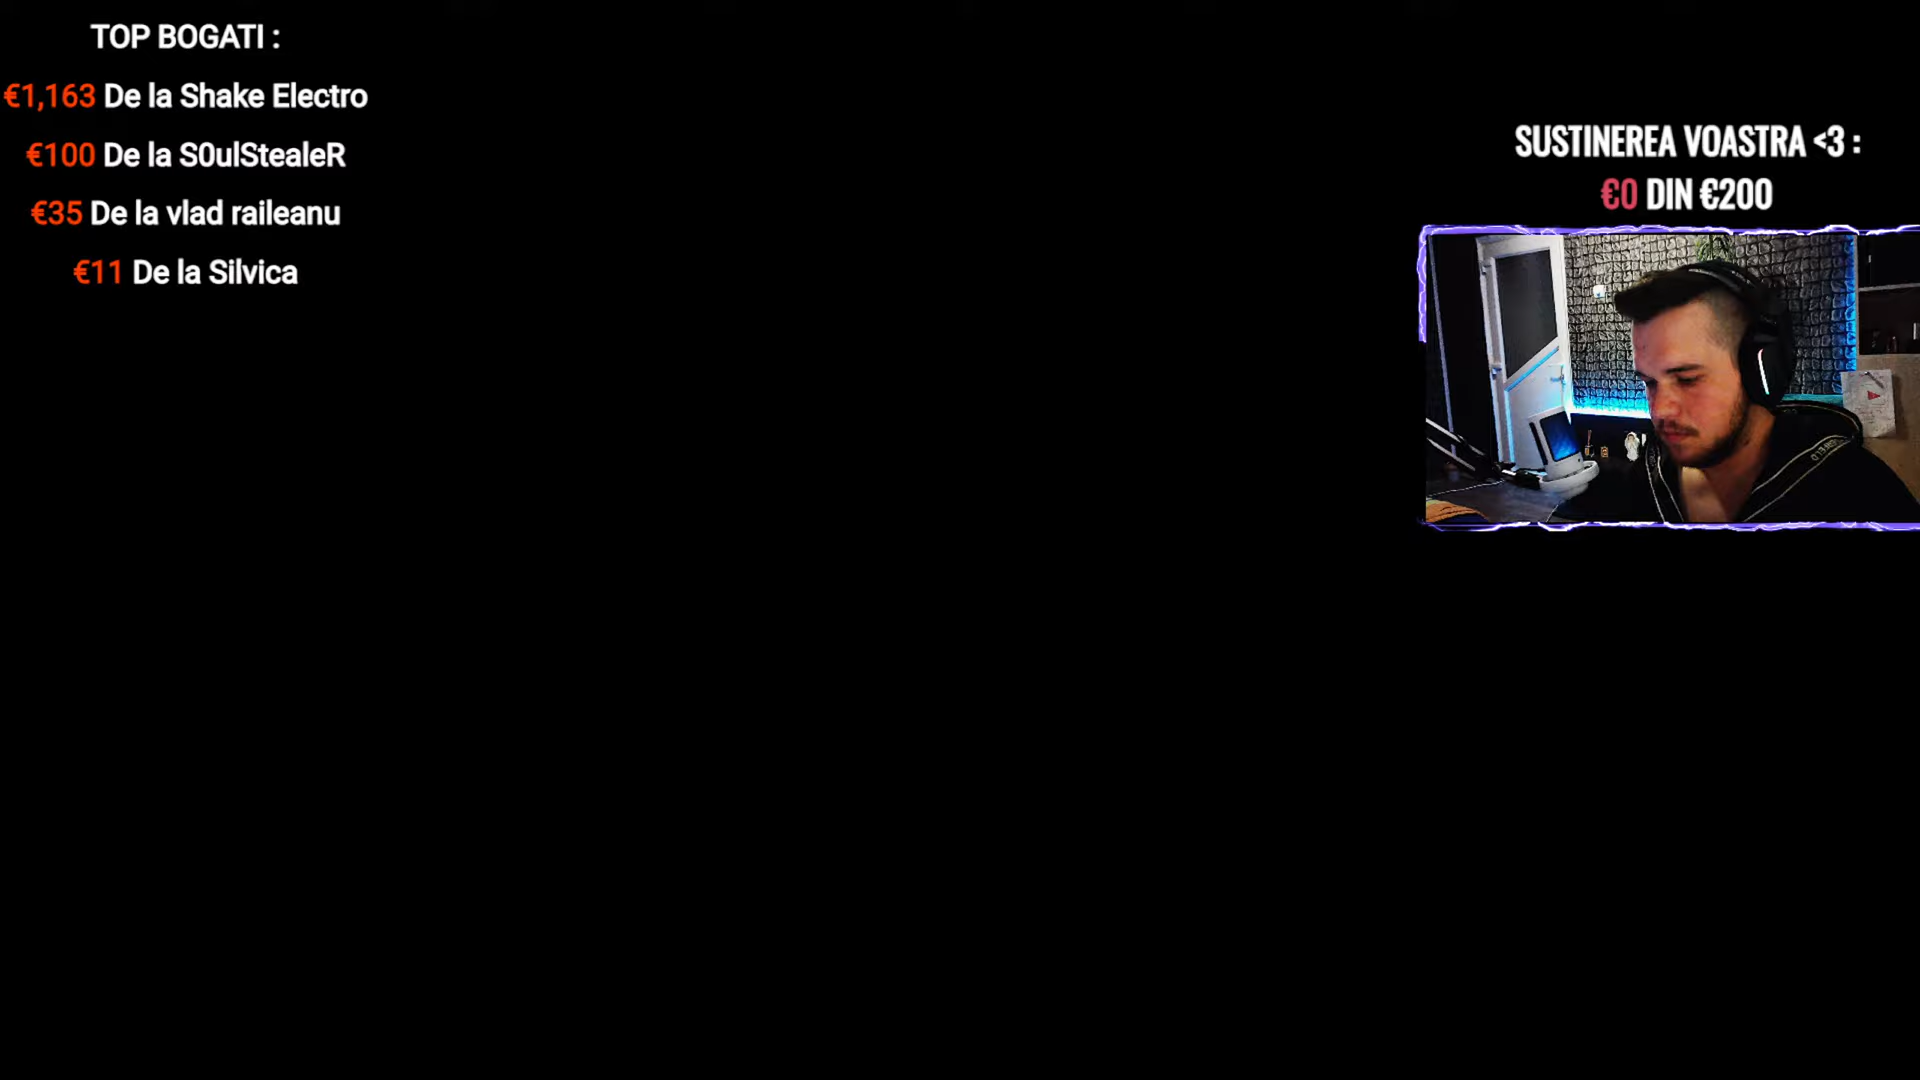 TOP BOGATI :
€1,163 De la Shake Electro
€100 De la S0ulStealeR
€35 De la vlad raileanu
€11 De la Silvica
SUSTINEREA VOASTRA <3 :
€0 DIN €200